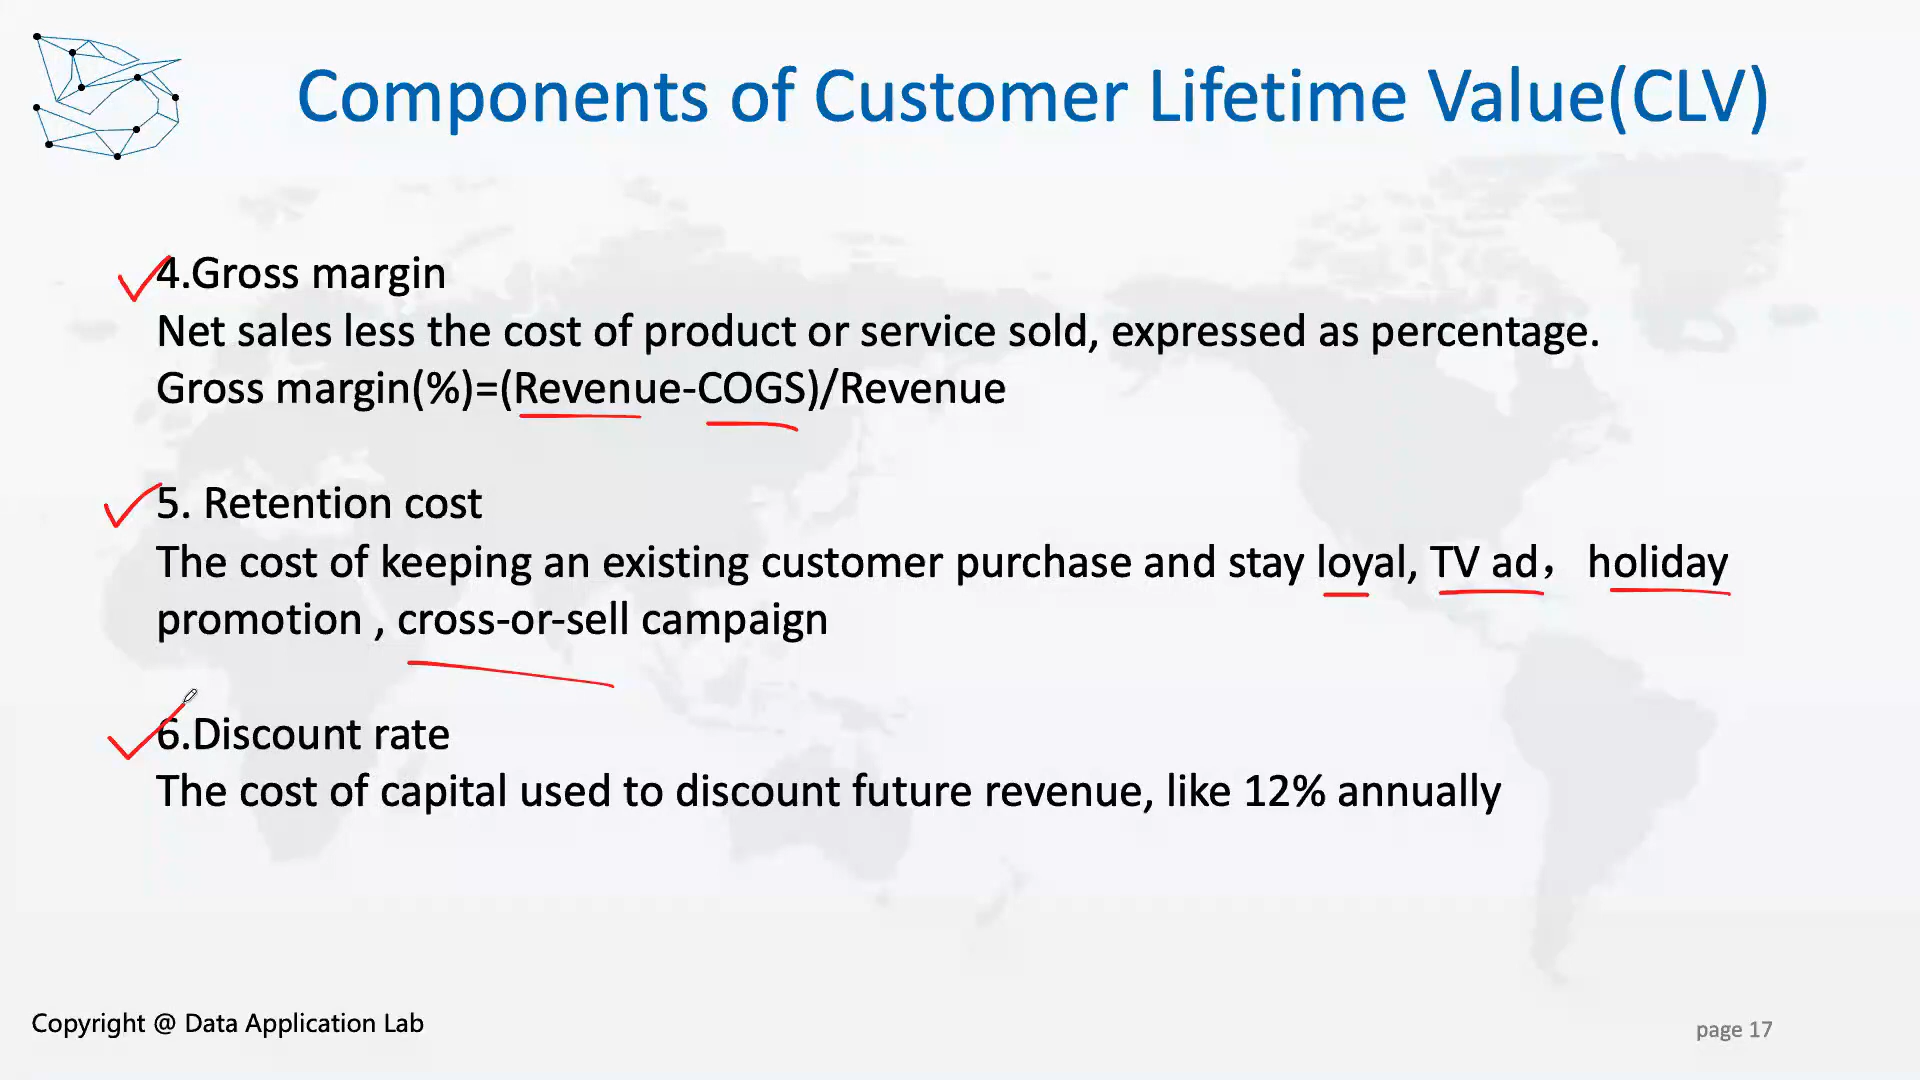 Components of Customer Lifetime Value(CLV)
4.Gross margin
Net sales less the cost of product or service sold, expressed as percentage.
Gross margin(%)=(Revenue-COGS)/Revenue
5. Retention cost
The cost of keeping an existing customer purchase and stay loyal, TV ad，holiday
promotion , cross-or-sell campaign
6.Discount rate
The cost of capital used to discount future revenue, like 12% annually
Copyright @ Data Application Lab
page 17